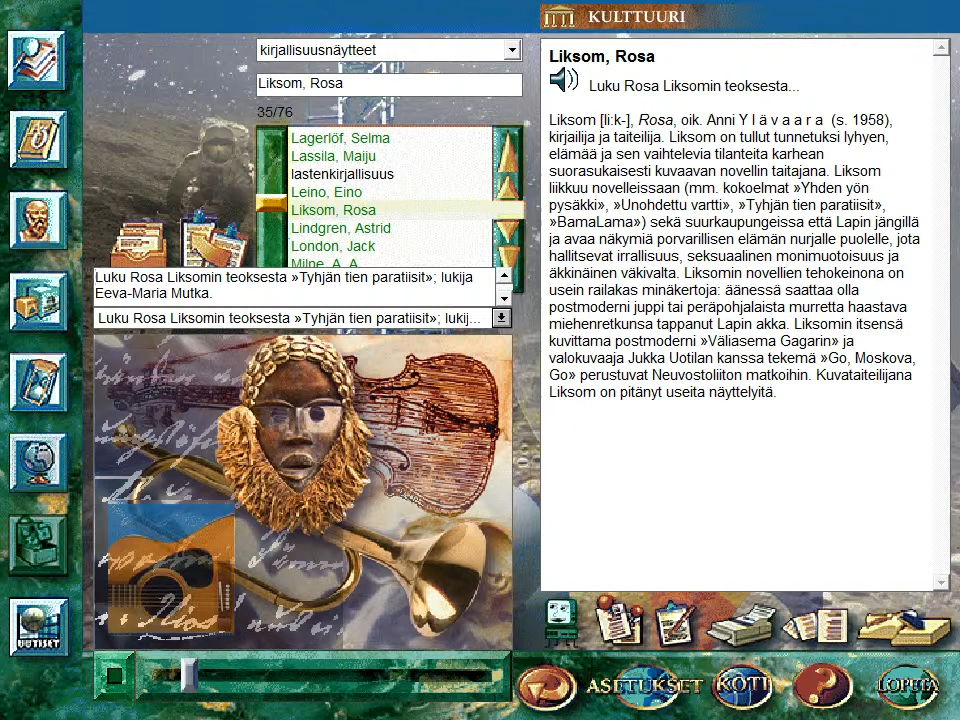 KULTTUURI
kirjallisuusnäytteet
Liksom, Rosa
35/76
Lagerlöf, Selma
Lassila, Maiju
lastenkirjallisuus
Leino, Eino
Liksom, Rosa
Lindgren, Astrid
London, Jack
Milne, A. A.
Luku Rosa Liksomin teoksesta »Tyhjän tien paratiisit»; lukija
Eeva-Maria Mutka.
Luku Rosa Liksomin teoksesta »Tyhjän tien paratiisit»; lukij...
Liksom, Rosa
Luku Rosa Liksomin teoksesta...
Liksom [li:k-], Rosa, oik. Anni Y l ä v a a r a (s. 1958),
kirjailija ja taiteilija. Liksom on tullut tunnetuksi lyhyen,
elämää ja sen vaihtelevia tilanteita karhean
suorasukaisesti kuvaavan novellin taitajana. Liksom
liikkuu novelleissaan (mm. kokoelmat »Yhden yön
pysäkki», »Unohdettu vartti», »Tyhjän tien paratiisit»,
»BamaLama») sekä suurkaupungeissa että Lapin jängillä
ja avaa näkymiä porvarillisen elämän nurjalle puolelle, jota
hallitsevat irrallisuus, seksuaalinen monimuotoisuus ja
äkkinäinen väkivalta. Liksomin novellien tehokeinona on
usein railakas minäkertoja: äänessä saattaa olla
postmoderni juppi tai peräpohjalaista murretta haastava
miehenretkunsa tappanut Lapin akka. Liksomin itsensä
kuvittama postmoderni »Väliasema Gagarin» ja
valokuvaaja Jukka Uotilan kanssa tekemä »Go, Moskova,
Go» perustuvat Neuvostoliiton matkoihin. Kuvataiteilijana
Liksom on pitänyt useita näyttelyitä.
UUTISET
ASETUKSET
KOTI
LOPETA